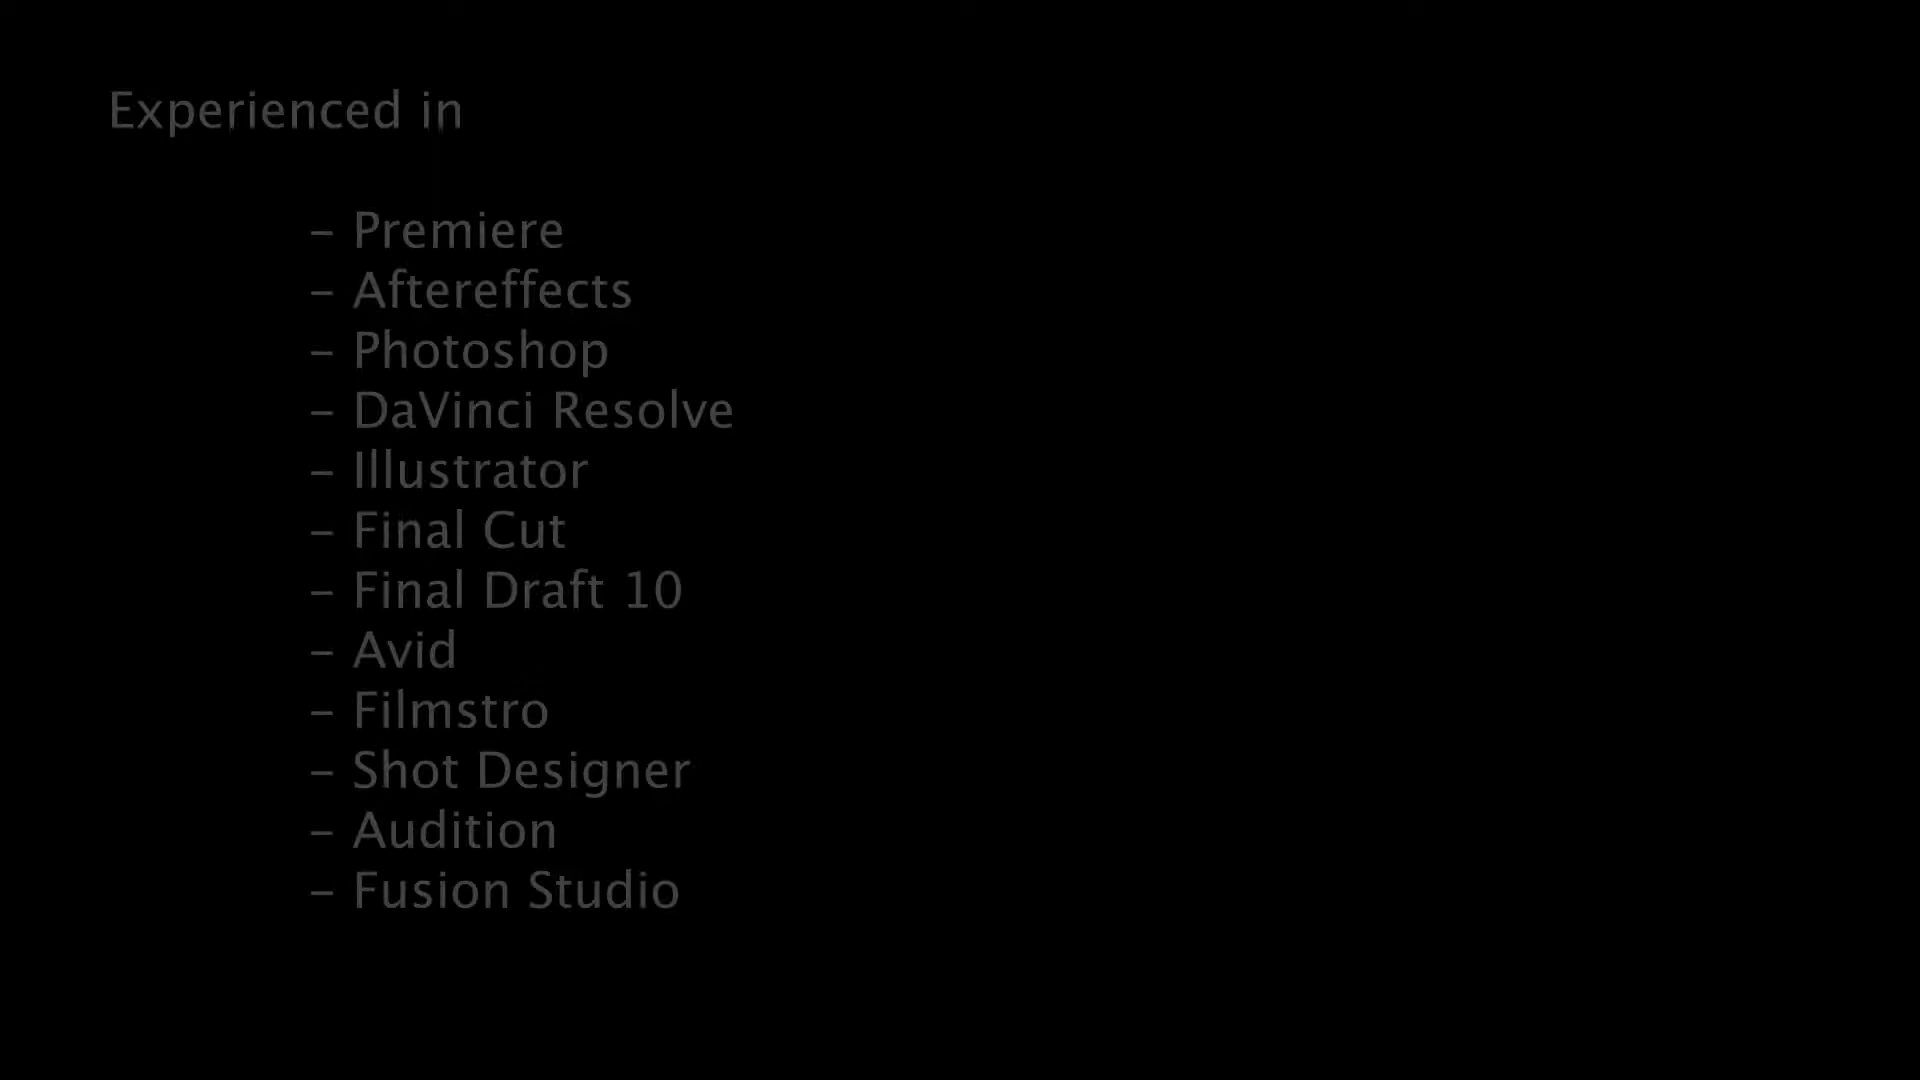 Experienced in
– Premiere
– Aftereffects
– Photoshop
– DaVinci Resolve
– Illustrator
– Final Cut
– Final Draft 10
– Avid
– Filmstro
– Shot Designer
– Audition
– Fusion Studio